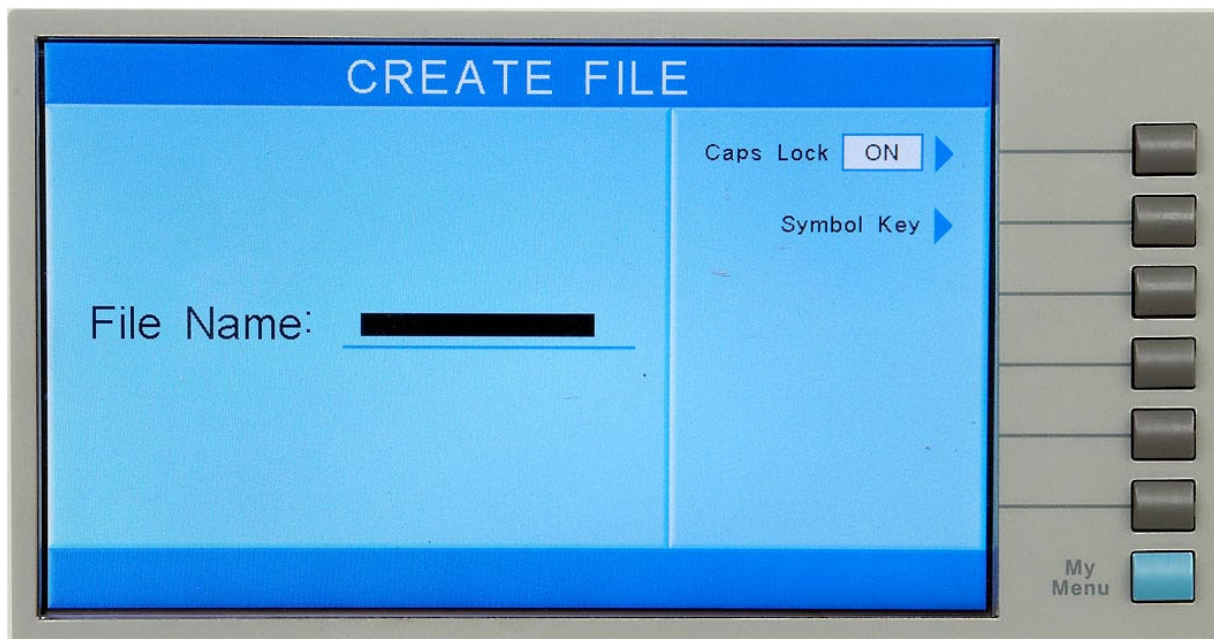 CREATE FILE
Caps Lock ON
Symbol Key
File Name:
My
Menu